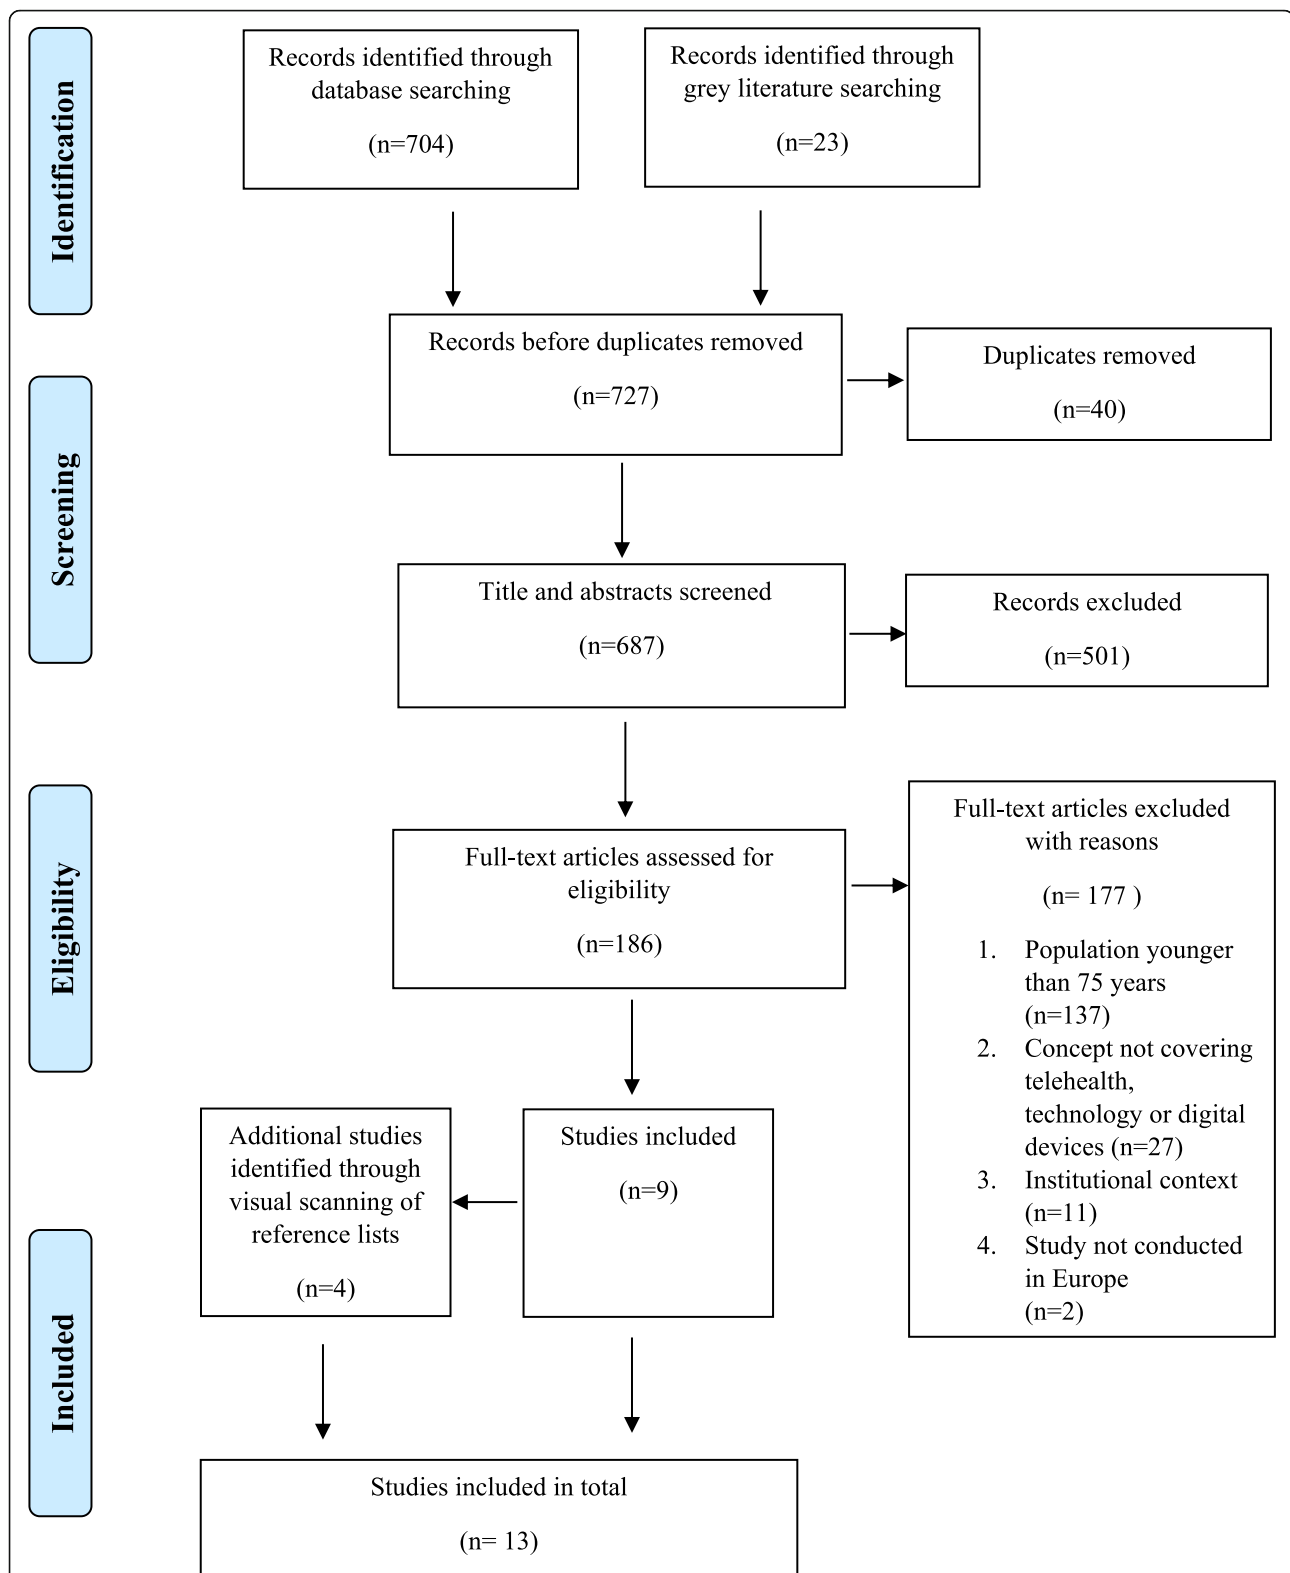 Identification
Records identified through
database searching
(n=704)
Records identified through
grey literature searching
(n=23)
Records before duplicates removed
(n=727)
Duplicates removed
(n=40)
Screening
Title and abstracts screened
(n=687)
Records excluded
(n=501)
Eligibility
Full-text articles assessed for
eligibility
(n=186)
Full-text articles excluded
with reasons
(n= 177 )
1. Population younger
than 75 years
(n=137)
2. Concept not covering
telehealth,
technology or digital
devices (n=27)
3. Institutional context
(n=11)
4. Study not conducted
in Europe
(n=2)
Additional studies
identified through
visual scanning of
reference lists
(n=4)
Studies included
(n=9)
Included
Studies included in total
(n= 13)